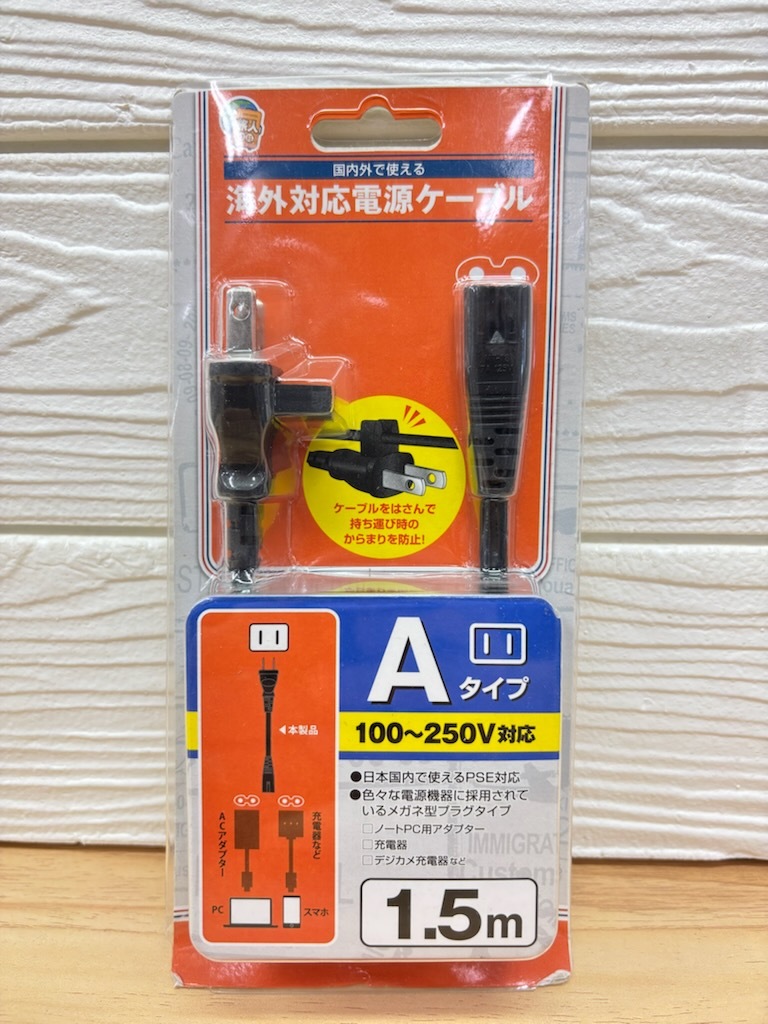 国内外で使える
海外対応電源ケーブル
ケーブルをはさんで
持ち運び時の
からまりを防止!
Aタイプ
100〜250V対応
◀本製品
ACアダプター
充電器など
PC
スマホ
●日本国内で使えるPSE対応
●色々な電源機器に採用されて
いるメガネ型プラグタイプ
□ノートPC用アダプター
□充電器
□デジカメ充電器など
IMMIGRAT
Custom
1.5m